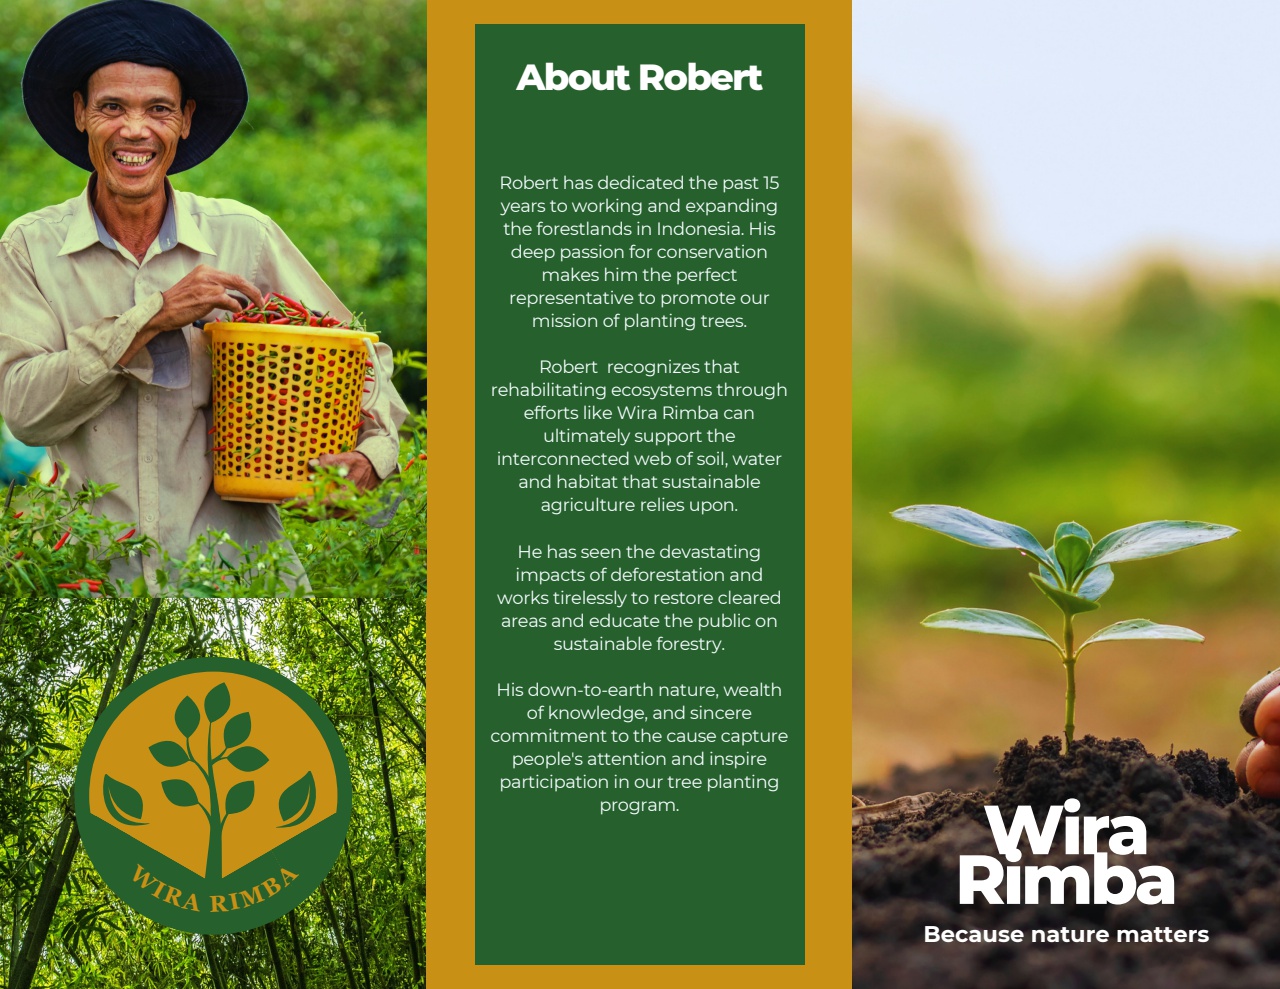 WIRA RIMBA
About Robert
Robert has dedicated the past 15
years to working and expanding
the forestlands in Indonesia. His
deep passion for conservation
makes him the perfect
representative to promote our
mission of planting trees.
Robert  recognizes that
rehabilitating ecosystems through
efforts like Wira Rimba can
ultimately support the
interconnected web of soil, water
and habitat that sustainable
agriculture relies upon.
He has seen the devastating
impacts of deforestation and
works tirelessly to restore cleared
areas and educate the public on
sustainable forestry.
His down-to-earth nature, wealth
of knowledge, and sincere
commitment to the cause capture
people's attention and inspire
participation in our tree planting
program.
Wira
Rimba
Because nature matters